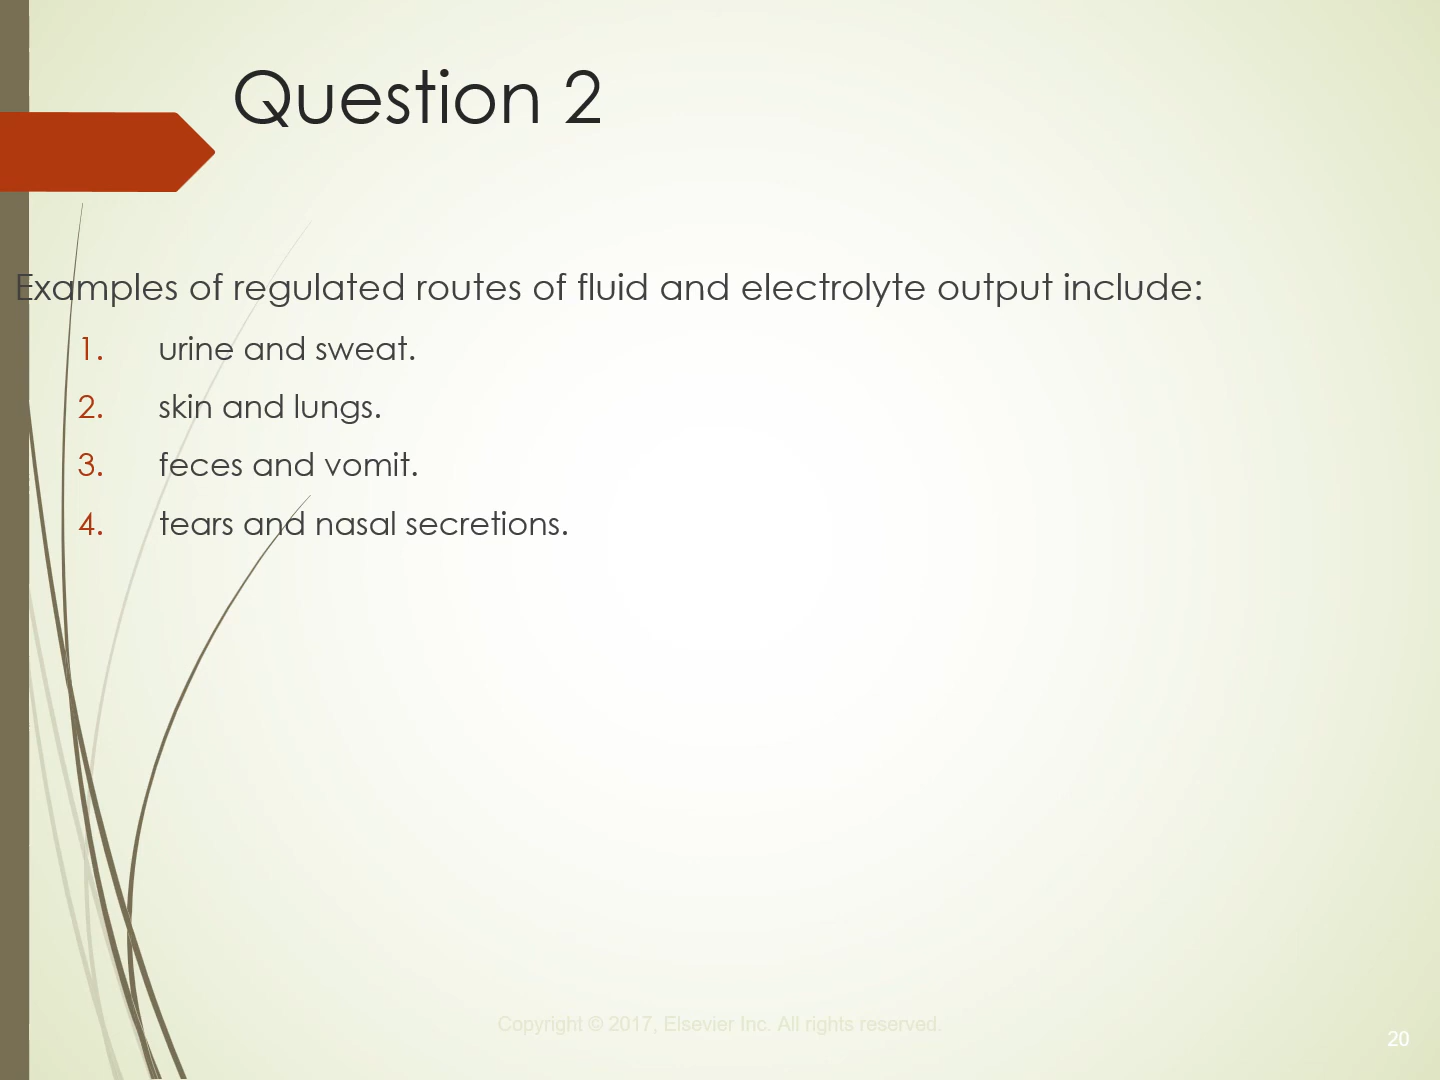 Question 2
Examples of regulated routes of fluid and electrolyte output include:
1. urine and sweat.
2. skin and lungs.
3. feces and vomit.
4. tears and nasal secretions.
Copyright © 2017, Elsevier Inc. All rights reserved.
20